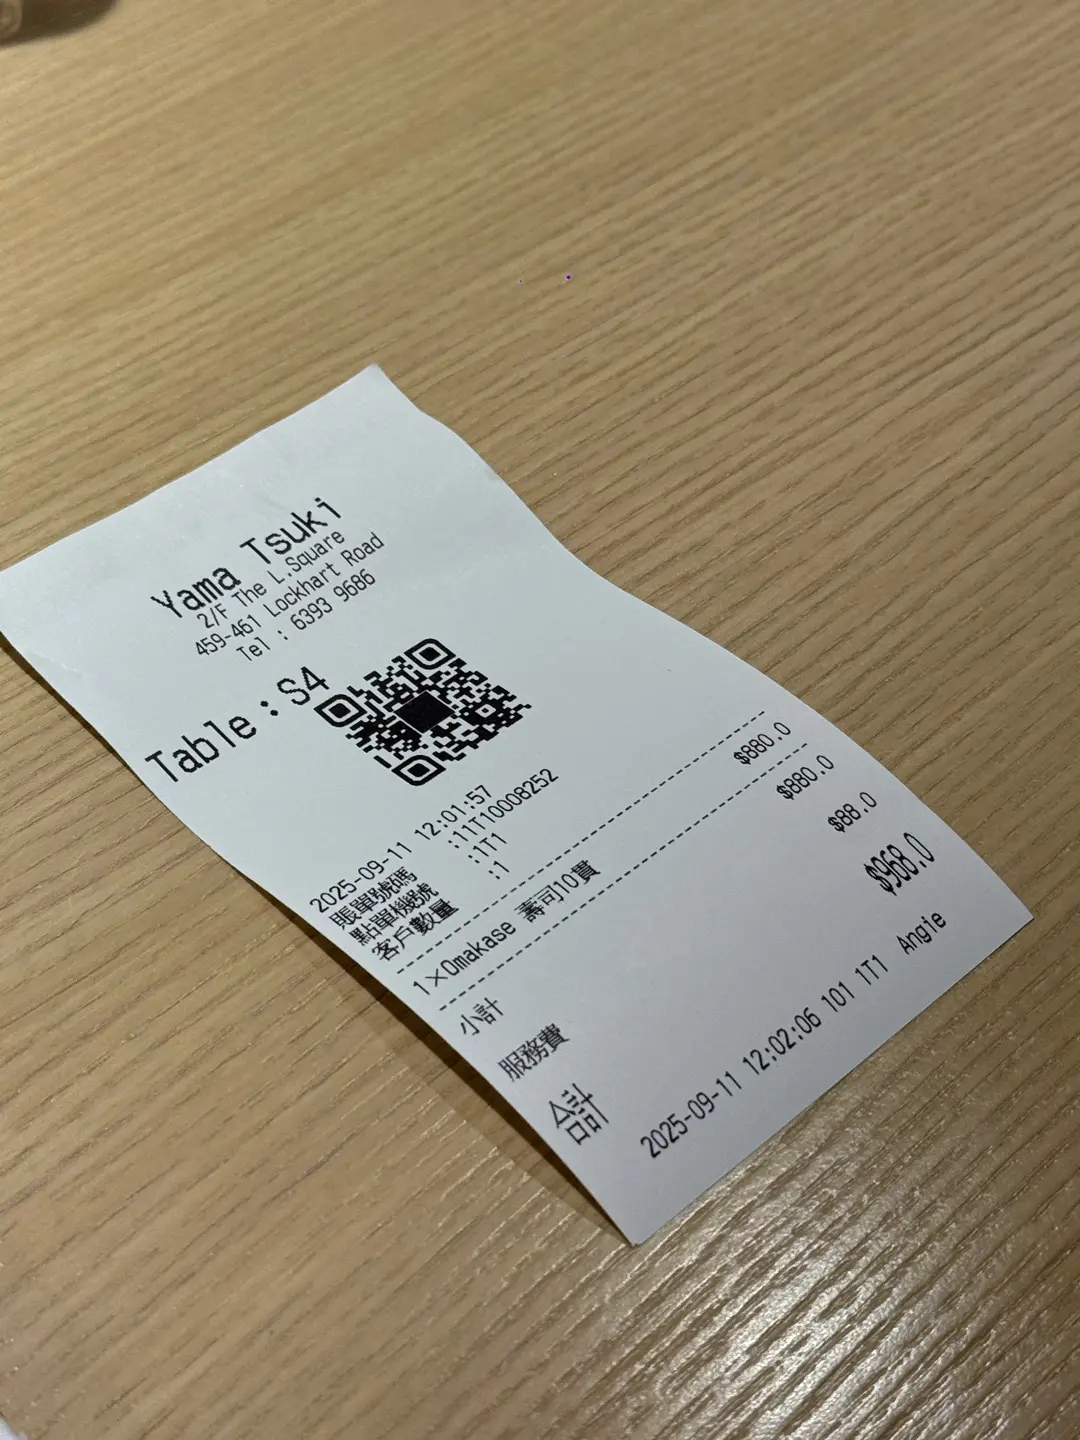 Yama Tsuki
2/F The L.Square
459-461 Lockhart Road
Tel : 6393 9686
Table : S4
2025-09-11 12:01:57
賬單號碼 :11T10008252
點單機號 :1T1
客戶數量 :1
1×Omakase 壽司10貫 $880.0
小計 $880.0
服務費 $88.0
合計 $968.0
2025-09-11 12:02:06 101 1T1 Angie